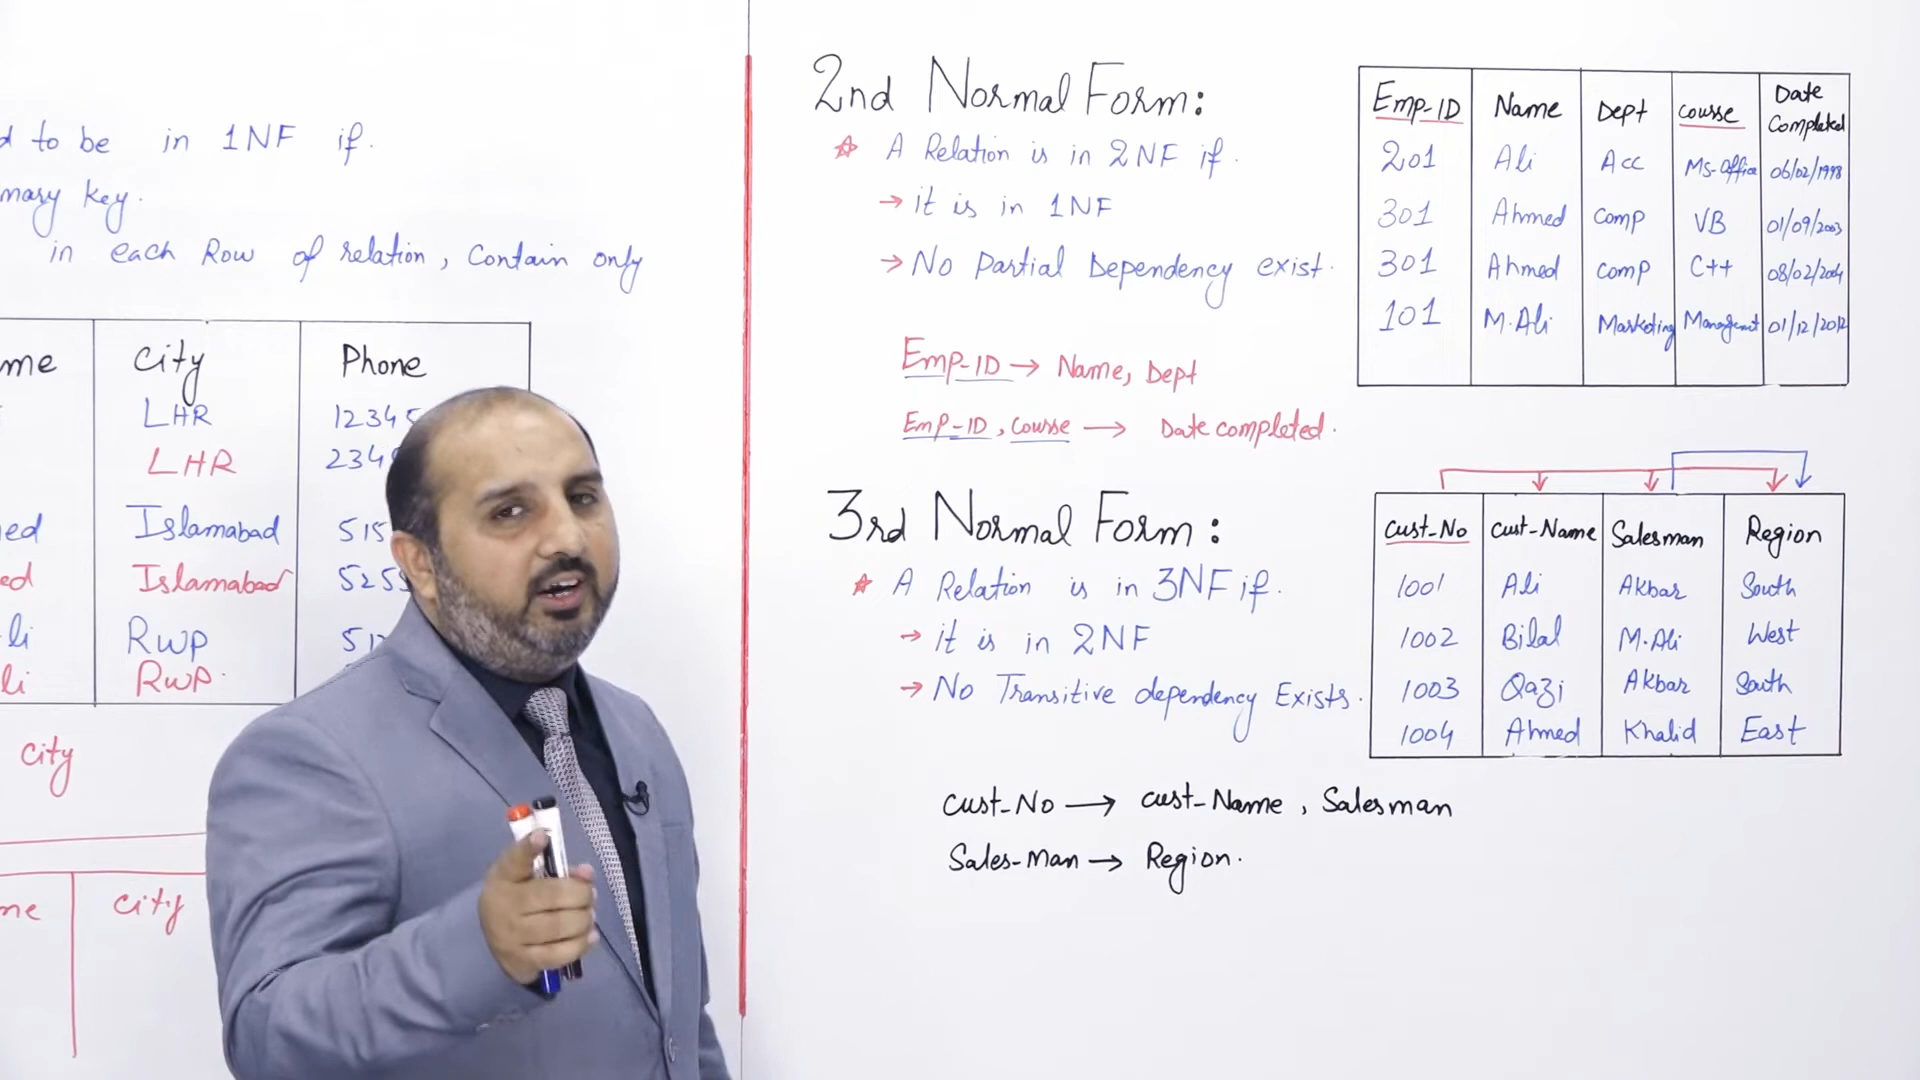 to be in 1NF if.
Key.
in each Row of relation, Contain only
City Phone
LHR
LHR
Islamabad
Islamabad
RWP
RWP.
City
City
2nd Normal Form:
A Relation is in 2NF if.
→ it is in 1NF
→ No Partial Dependency exist.
Emp-ID → Name, Dept
Emp-ID, Course → Date completed.
Emp-ID Name Dept Course Date Completed
201 Ali Acc Ms-Office 06/02/1998
301 Ahmed Comp VB 01/09/2003
301 Ahmed Comp C++ 08/02/2004
101 M.Ali Marketing 01/12/2012
3rd Normal Form:
A Relation is in 3NF if.
→ it is in 2NF
→ No Transitive dependency Exists.
Cust-No Cust-Name Salesman Region
1001 Ali Akbar South
1002 Bilal M.Ali West
1003 Qazi Akbar South
1004 Ahmed Khalid East
Cust-No → Cust-Name, Salesman
Sales-Man → Region.